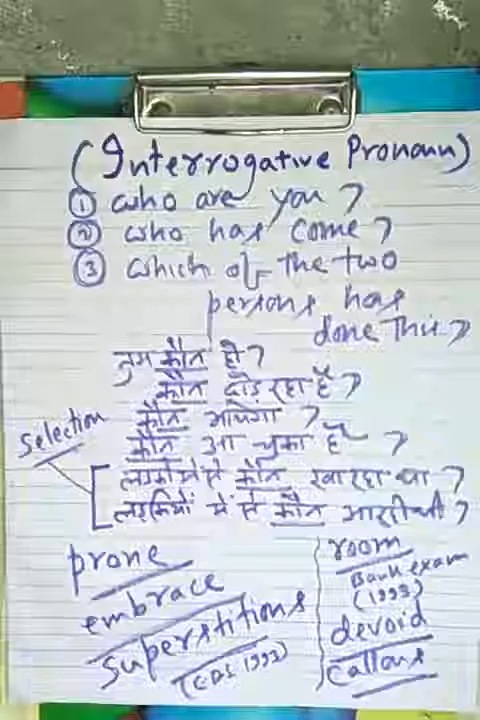 (Interrogative Pronoun)
① who are you?
② who has come?
③ which of the two
persons has
done this?
तुम कौन हो?
कौन दौड़ रहा है?
कौन आयेगा ?
Selection
कौन आ चुका है ?
लड़कों में से कौन खा रहा था ?
लड़कियों में से कौन आती थी ?
prone
embrace
superstitions
(CDS 1993)
room
Bank exam
(1993)
devoid
callous